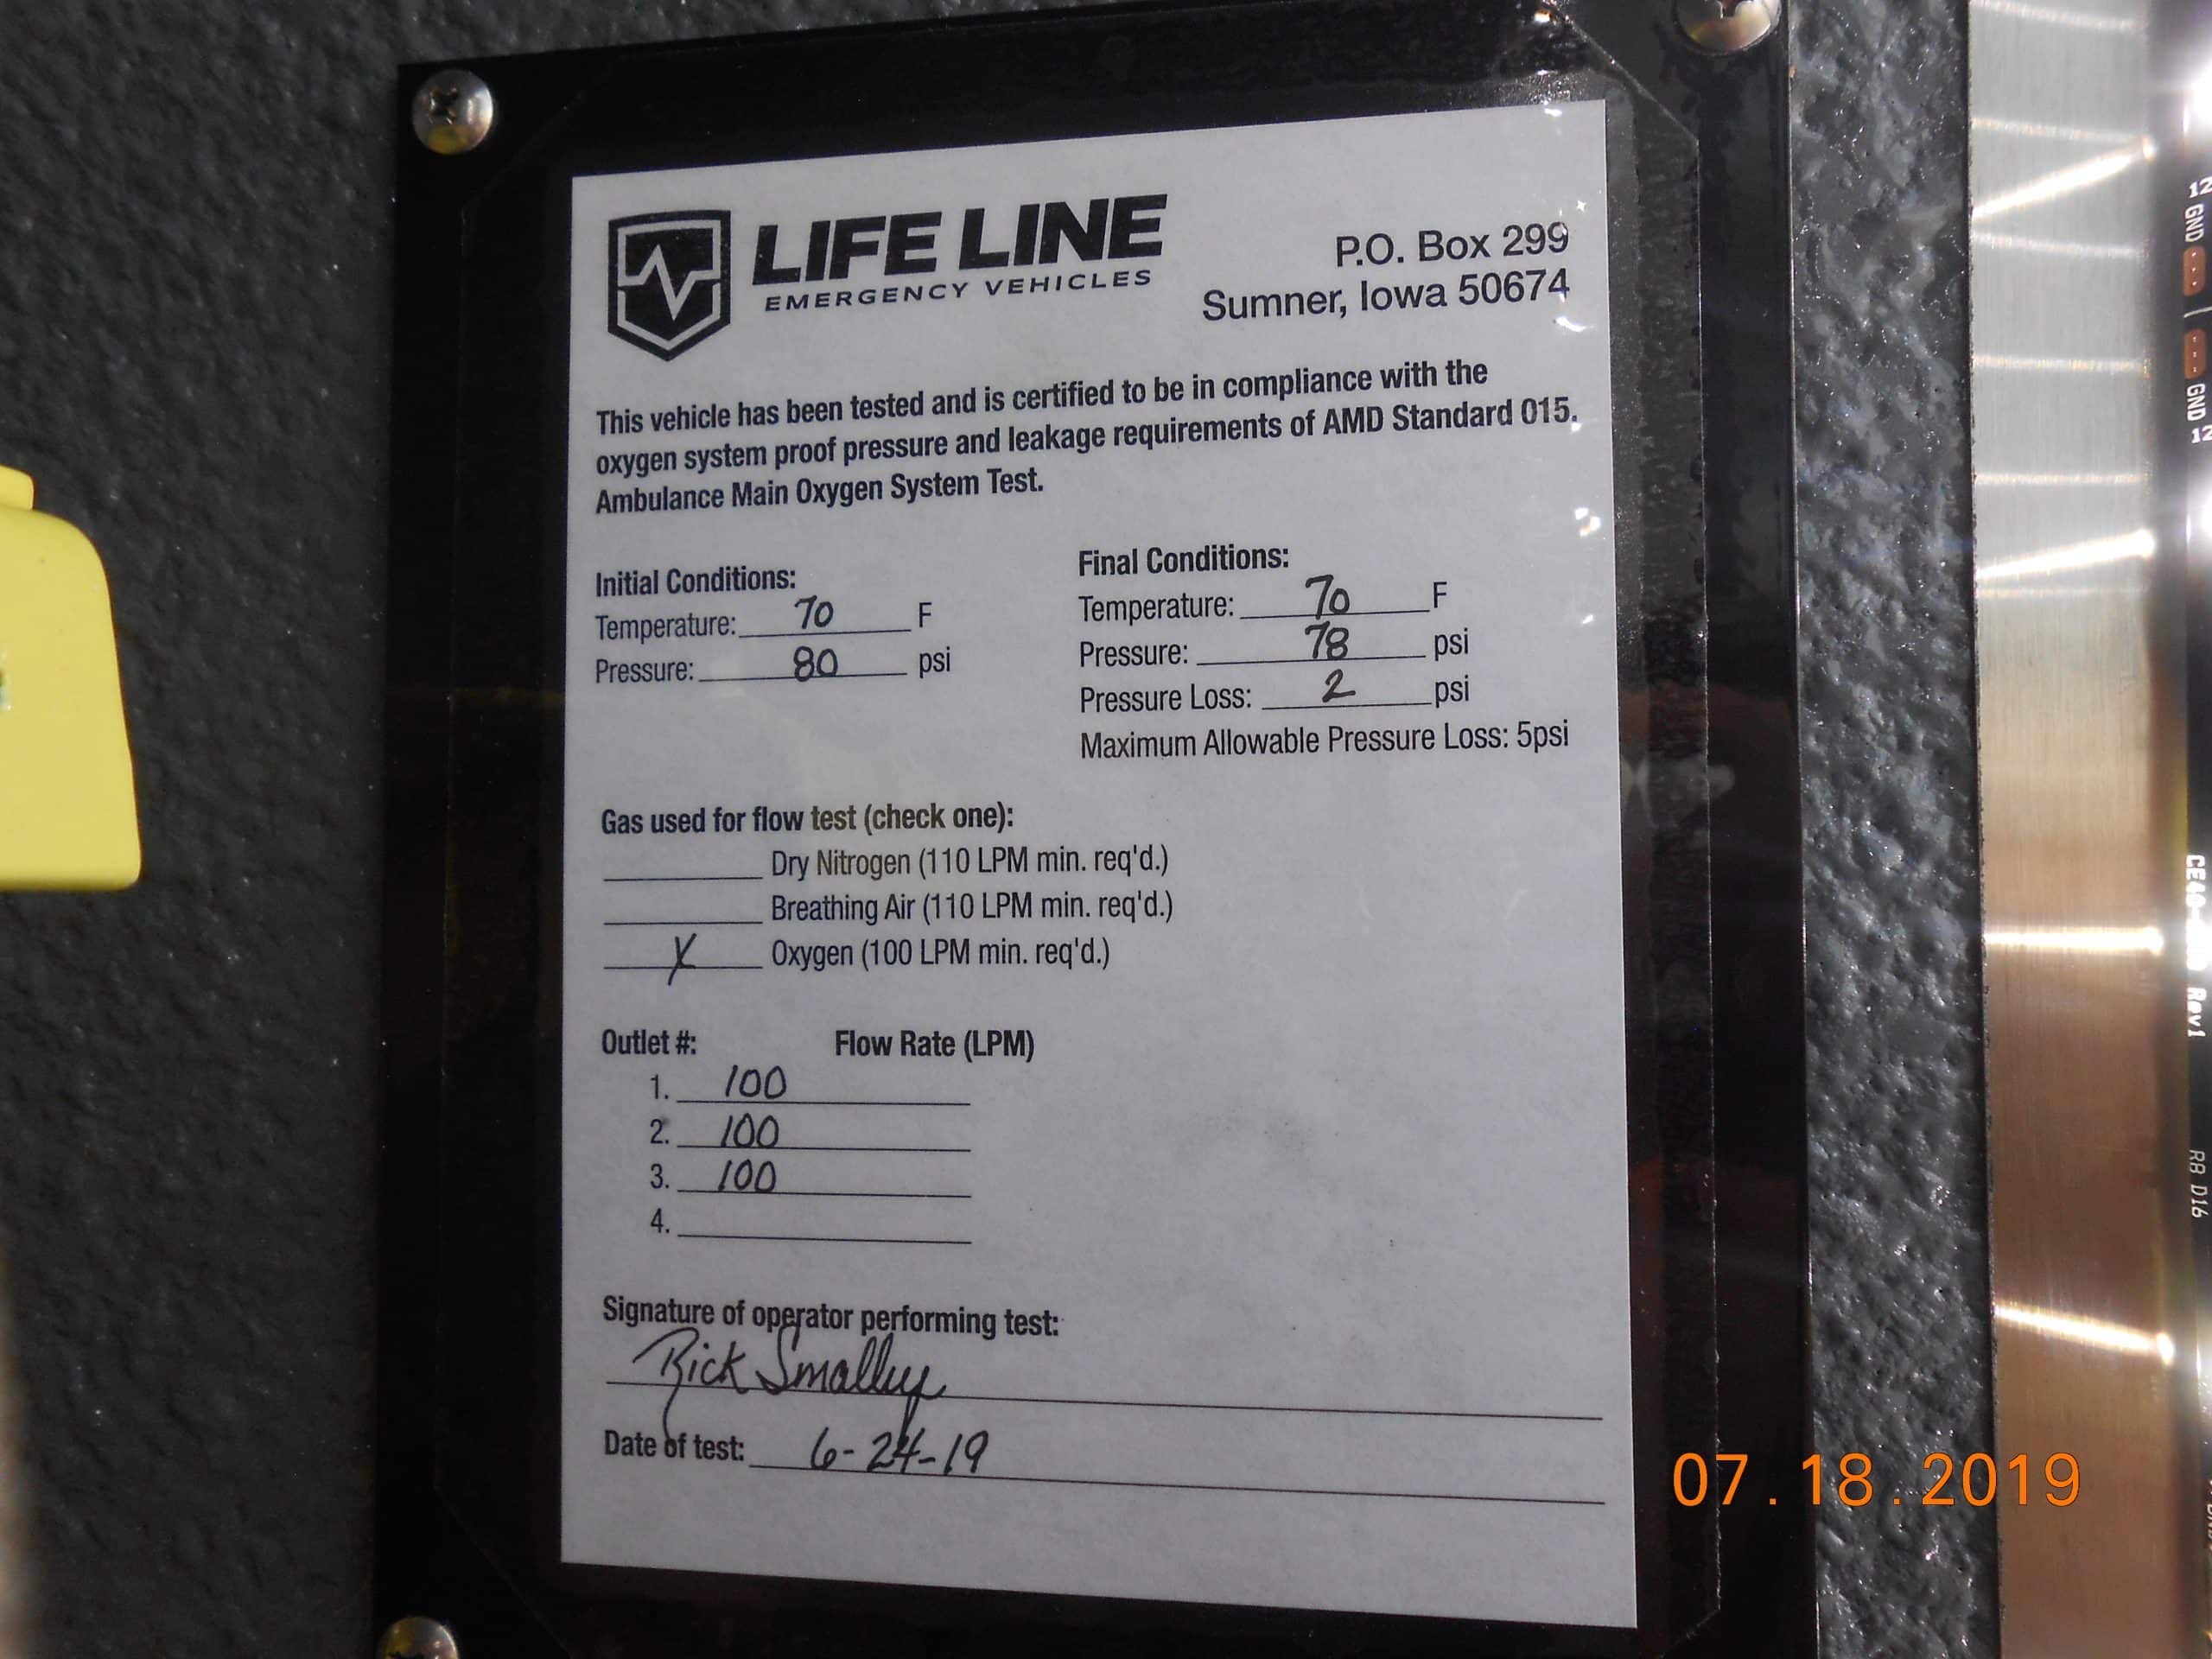 LIFE LINE
EMERGENCY VEHICLES
P.O. Box 299
Sumner, Iowa 50674
This vehicle has been tested and is certified to be in compliance with the
oxygen system proof pressure and leakage requirements of AMD Standard 015.
Ambulance Main Oxygen System Test.
Initial Conditions:
Temperature: 70 F
Pressure: 80 psi
Final Conditions:
Temperature: 70 F
Pressure: 78 psi
Pressure Loss: 2 psi
Maximum Allowable Pressure Loss: 5psi
Gas used for flow test (check one):
Dry Nitrogen (110 LPM min. req'd.)
Breathing Air (110 LPM min. req'd.)
X Oxygen (100 LPM min. req'd.)
Outlet #: Flow Rate (LPM)
1. 100
2. 100
3. 100
4.
Signature of operator performing test:
Rick Smalley
Date of test: 6-24-19
07.18.2019
12 GND
GND 12
Rev1
R8 D16